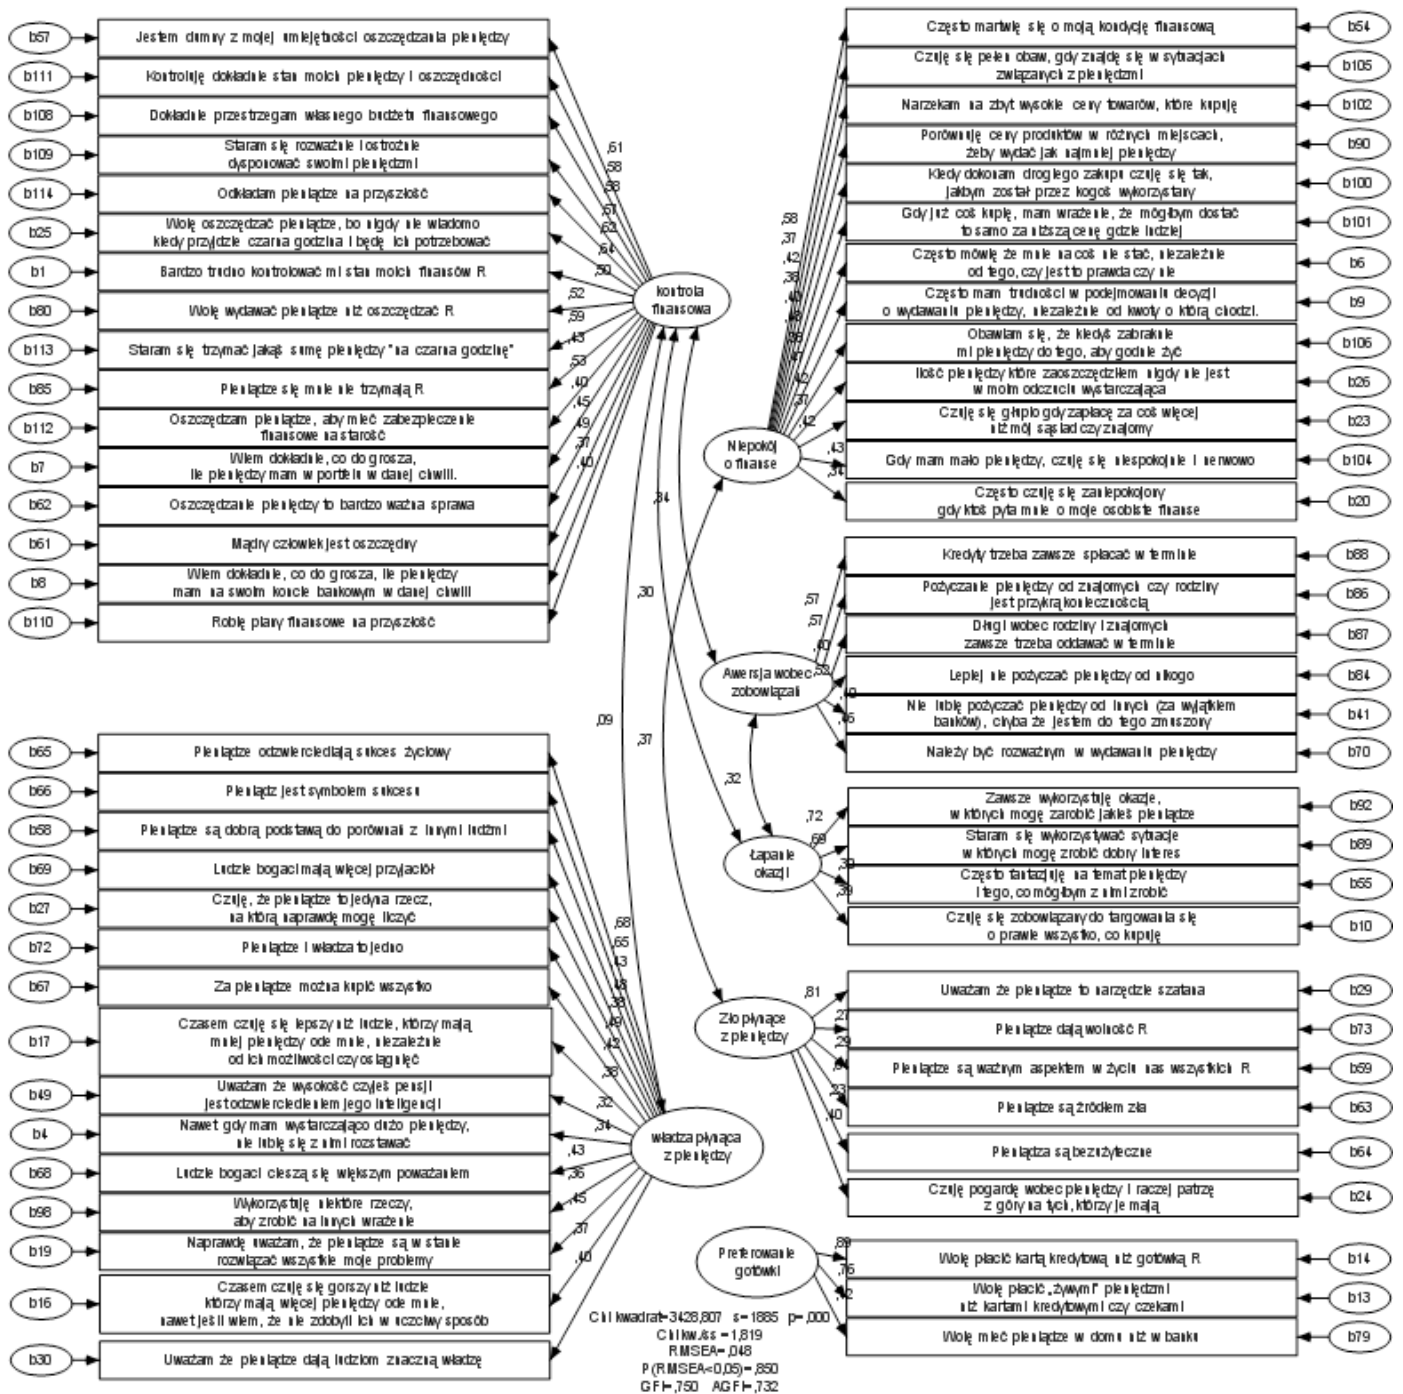 b57
Jestem dumny z mojej umiejętności oszczędzania pieniędzy
b111
Kontroluję dokładnie stan moich pieniędzy i oszczędności
b108
Dokładnie przestrzegam własnego budżetu finansowego
b109
Staram się rozważnie i ostrożnie
dysponować swoimi pieniędzmi
b114
Odkładam pieniądze na przyszłość
b25
Wolę oszczędzać pieniądze, bo nigdy nie wiadomo
kiedy przyjdzie czarna godzina i będę ich potrzebować
b1
Bardzo trudno kontrolować mi stan moich finansów R
b80
Wolę wydawać pieniądze niż oszczędzać R
b113
Staram się trzymać jakąś sumę pieniędzy "na czarna godzinę"
b85
Pieniądze się mnie nie trzymają R
b112
Oszczędzam pieniądze, aby mieć zabezpieczenie
finansowe na starość
b7
Wiem dokładnie, co do grosza,
ile pieniędzy mam w portfelu w danej chwili.
b62
Oszczędzanie pieniędzy to bardzo ważna sprawa
b61
Mądry człowiek jest oszczędny
b8
Wiem dokładnie, co do grosza, ile pieniędzy
mam na swoim koncie bankowym w danej chwili
b110
Robię plany finansowe na przyszłość
,61
,58
,58
,62
,64
,50
,52
,59
,43
,53
,40
,45
,49
,37
,40
kontrola
finansowa
b65
Pieniądze odzwierciedlają sukces życiowy
b66
Pieniądz jest symbolem sukcesu
b58
Pieniądze są dobrą podstawą do porównań z innymi ludźmi
b69
Ludzie bogaci mają więcej przyjaciół
b27
Czuję, że pieniądze to jedyna rzecz,
na którą naprawdę mogę liczyć
b72
Pieniądze i władza to jedno
b67
Za pieniądze można kupić wszystko
b17
Czasem czuję się lepszy niż ludzie, którzy mają
mniej pieniędzy ode mnie, niezależnie
od ich możliwości czy osiągnięć
b49
Uważam że wysokość czyjeś pensji
jest odzwierciedleniem jego inteligencji
b4
Nawet gdy mam wystarczająco dużo pieniędzy,
nie lubię się z nimi rozstawać
b68
Ludzie bogaci cieszą się większym poważaniem
b98
Wykorzystuję niektóre rzeczy,
aby zrobić na innych wrażenie
b19
Naprawdę uważam, że pieniądze są w stanie
rozwiązać wszystkie moje problemy
b16
Czasem czuję się gorszy niż ludzie
którzy mają więcej pieniędzy ode mnie,
nawet jeśli wiem, że nie zdobyli ich w uczciwy sposób
b30
Uważam że pieniądze dają ludziom znaczną władzę
,68
,65
,43
,48
,38
,49
,42
,38
,32
,34
,43
,36
,45
,37
,40
władza płynąca
z pieniędzy
,34
,30
,09
,37
,32
Często martwię się o moją kondycję finansową
b54
Czuję się pełen obaw, gdy znajdę się w sytuacjach
związanych z pieniędzmi
b105
Narzekam na zbyt wysokie ceny towarów, które kupuję
b102
Porównuję ceny produktów w różnych miejscach,
żeby wydać jak najmniej pieniędzy
b90
Kiedy dokonam drogiego zakupu czuję się tak,
jakbym został przez kogoś wykorzystany
b100
Gdy już coś kupię, mam wrażenie, że mógłbym dostać
to samo za niższą cenę gdzie indziej
b101
Często mówię że mnie na coś nie stać, niezależnie
od tego, czy jest to prawda czy nie
b6
Często mam trudności w podejmowaniu decyzji
o wydawaniu pieniędzy, niezależnie od kwoty o którą chodzi.
b9
Obawiam się, że kiedyś zabraknie
mi pieniędzy do tego, aby godnie żyć
b106
Ilość pieniędzy które zaoszczędziłem nigdy nie jest
w moim odczuciu wystarczająca
b26
Czuję się głupio gdy zapłacę za coś więcej
niż mój sąsiad czy znajomy
b23
Gdy mam mało pieniędzy, czuję się niespokojnie i nerwowo
b104
Często czuję się zaniepokojony
gdy ktoś pyta mnie o moje osobiste finanse
b20
,58
,37
,42
,38
,42
,37
,42
,43
Niepokój
o finanse
Kredyty trzeba zawsze spłacać w terminie
b88
Pożyczanie pieniędzy od znajomych czy rodziny
jest przykrą koniecznością
b86
Długi wobec rodziny i znajomych
zawsze trzeba oddawać w terminie
b87
Lepiej nie pożyczać pieniędzy od nikogo
b84
Nie lubię pożyczać pieniędzy od innych (za wyjątkiem
banków), chyba że jestem do tego zmuszony
b41
Należy być rozważnym w wydawaniu pieniędzy
b70
,57
,57
,46
Awersja wobec
zobowiązań
Zawsze wykorzystuję okazje,
w których mogę zarobić jakieś pieniądze
b92
Staram się wykorzystywać sytuacje
w których mogę zrobić dobry interes
b89
Często fantazjuję na temat pieniędzy
i tego, co mógłbym z nimi zrobić
b55
Czuję się zobowiązany do targowania się
o prawie wszystko, co kupuję
b10
,72
,69
,39
Łapanie
okazji
Uważam że pieniądze to narzędzie szatana
b29
Pieniądze dają wolność R
b73
Pieniądze są ważnym aspektem w życiu nas wszystkich R
b59
Pieniądze są źródłem zła
b63
Pieniądza są bezużyteczne
b64
Czuję pogardę wobec pieniędzy i raczej patrzę
z góry na tych, którzy je mają
b24
,81
,27
,29
,23
,40
Zło płynące
z pieniędzy
Wolę płacić kartą kredytową niż gotówką R
b14
Wolę płacić „żywym” pieniędzmi
niż kartami kredytowymi czy czekami
b13
Wolę mieć pieniądze w domu niż w banku
b79
,89
,76
Preferowanie
gotówki
Chi kwadrat=3428,807 s=1885 p=,000
Chi kw./ss =1,819
RMSEA=,048
P(RMSEA<0,05)=,850
GFI=,750 AGFI=,732